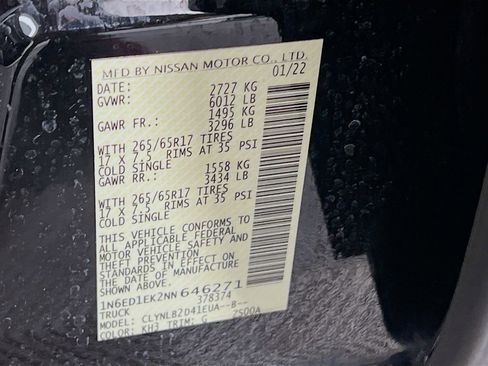 MFD BY NISSAN MOTOR CO., LTD.
DATE: 01/22
GVWR: 2727 KG
6012 LB
GAWR FR.: 1495 KG
3296 LB
WITH 265/65R17 TIRES
17 X 7.5 RIMS AT 35 PSI
COLD SINGLE
GAWR RR.: 1558 KG
3434 LB
WITH 265/65R17 TIRES
17 X 7.5 RIMS AT 35 PSI
COLD SINGLE
THIS VEHICLE CONFORMS TO
ALL APPLICABLE FEDERAL
MOTOR VEHICLE SAFETY AND
THEFT PREVENTION
STANDARDS IN EFFECT ON
THE DATE OF MANUFACTURE
SHOWN ABOVE.
1N6ED1EK2NN646271
TRUCK 378374
MODEL: CLYNLB2D41EUA--B--
COLOR: KH3 TRIM: G 7S00A